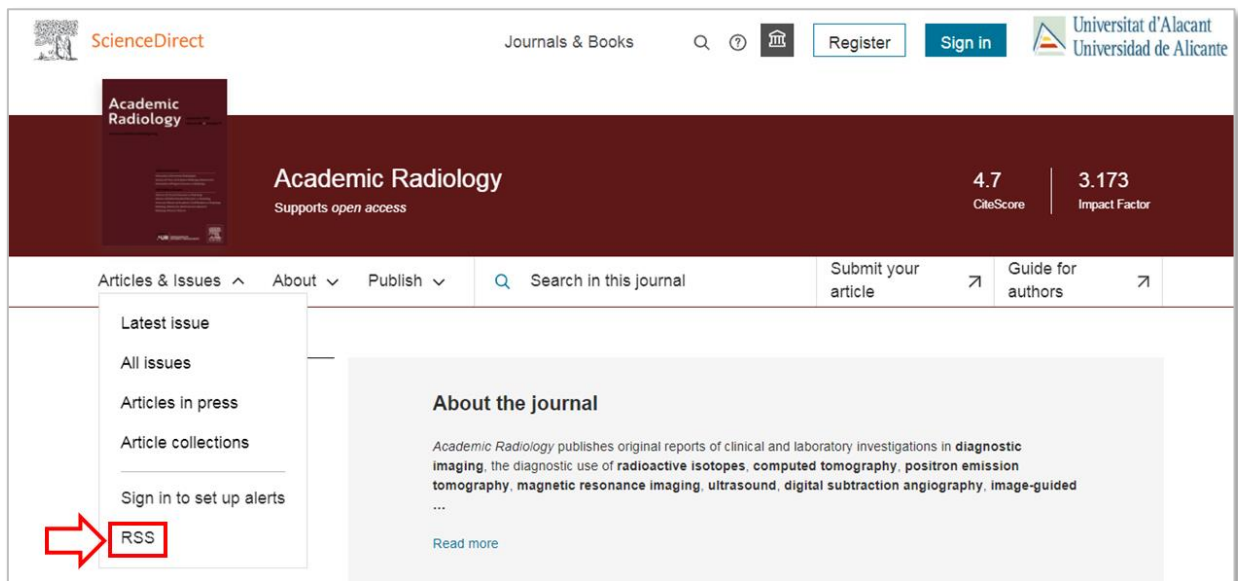 ScienceDirect
Journals & Books
Register
Sign in
Universitat d'Alacant
Universidad de Alicante
Academic
Radiology
Academic Radiology
Supports open access
4.7
CiteScore
3.173
Impact Factor
Articles & Issues
About
Publish
Search in this journal
Submit your
article
Guide for
authors
Latest issue
All issues
Articles in press
Article collections
Sign in to set up alerts
RSS
About the journal
Academic Radiology publishes original reports of clinical and laboratory investigations in diagnostic
imaging, the diagnostic use of radioactive isotopes, computed tomography, positron emission
tomography, magnetic resonance imaging, ultrasound, digital subtraction angiography, image-guided
...
Read more